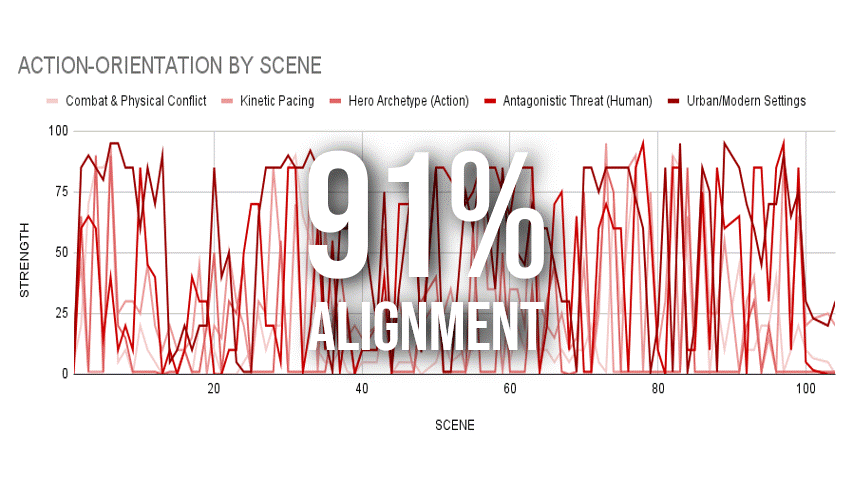 ACTION-ORIENTATION BY SCENE
Combat & Physical Conflict Kinetic Pacing Hero Archetype (Action) Antagonistic Threat (Human) Urban/Modern Settings
100
75
50
25
0
STRENGTH
91%
ALIGNMENT
20 40 60 80 100
SCENE